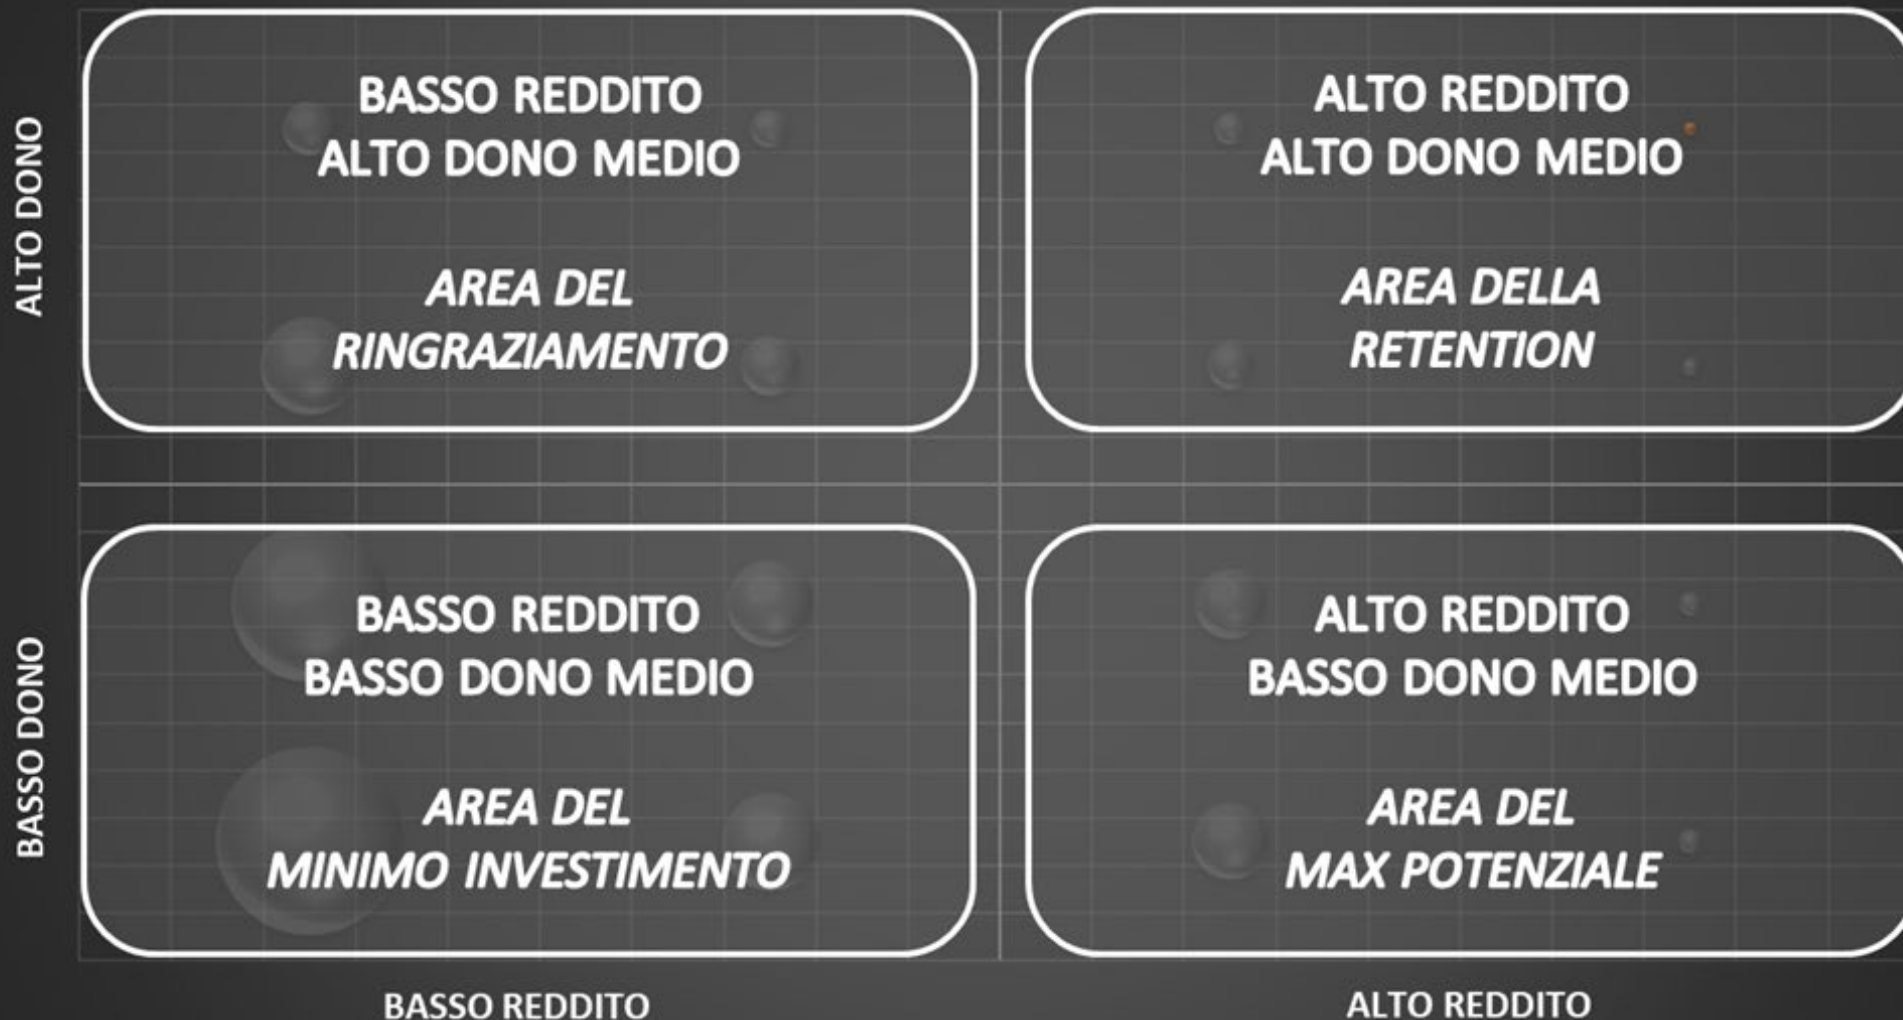 ALTO DONO
BASSO REDDITO
ALTO DONO MEDIO
AREA DEL
RINGRAZIAMENTO
ALTO REDDITO
ALTO DONO MEDIO
AREA DELLA
RETENTION
BASSO DONO
BASSO REDDITO
BASSO DONO MEDIO
AREA DEL
MINIMO INVESTIMENTO
ALTO REDDITO
BASSO DONO MEDIO
AREA DEL
MAX POTENZIALE
BASSO REDDITO
ALTO REDDITO